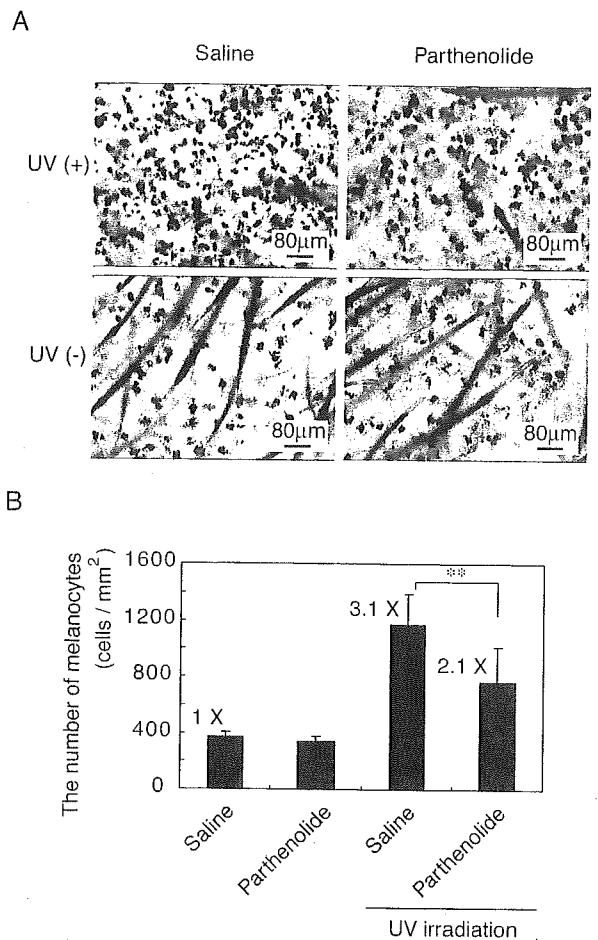 A
Saline Parthenolide
UV (+)
80μm 80μm
UV (-)
80μm 80μm
B
The number of melanocytes
(cells / mm²)
1600
1200
800
400
0
1 X
3.1 X
**
2.1 X
Saline
Parthenolide
Saline
Parthenolide
UV irradiation